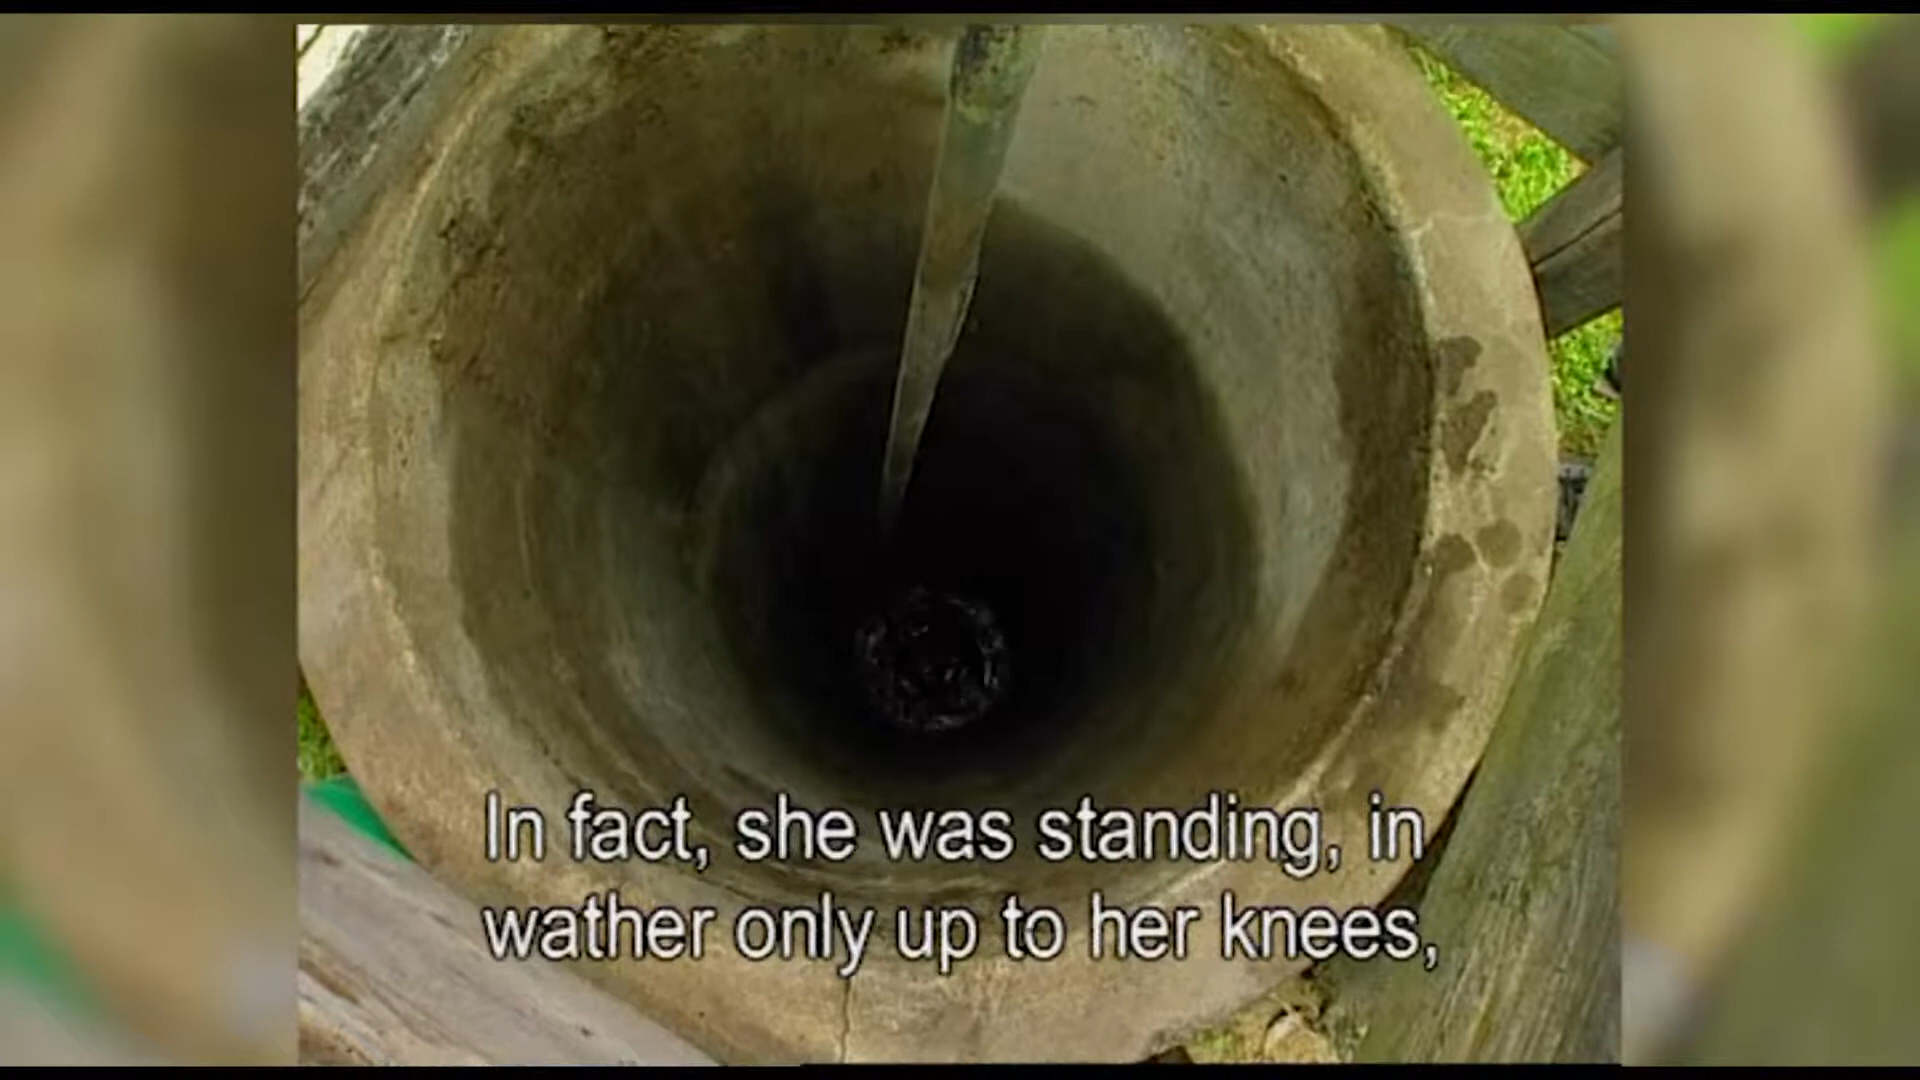 In fact, she was standing, in
wather only up to her knees,